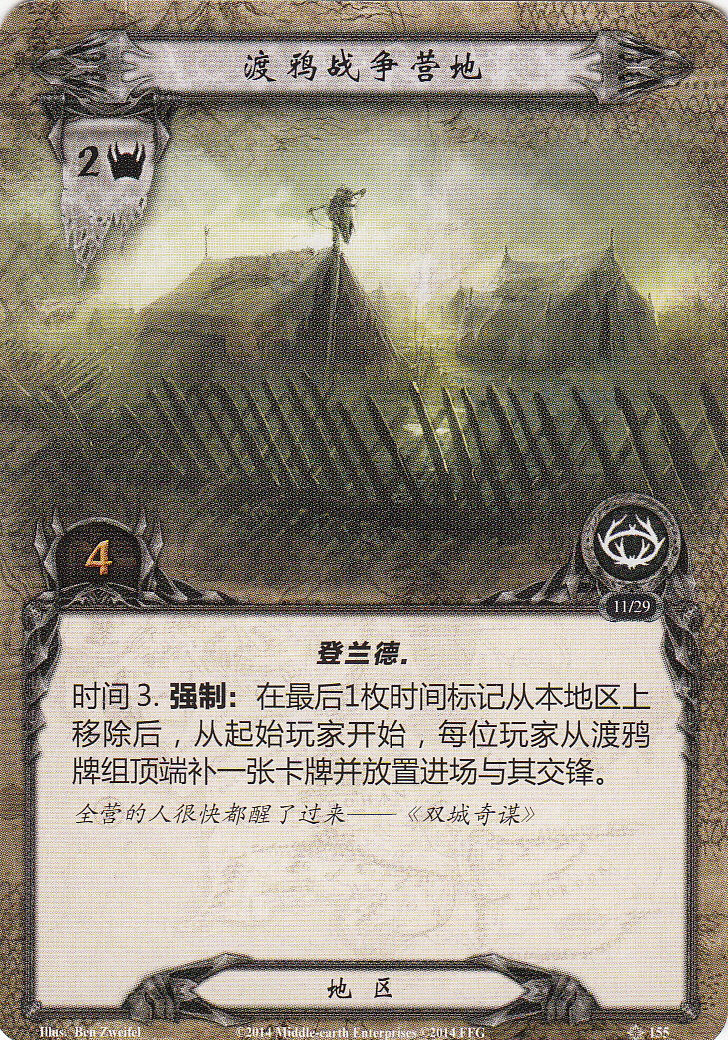 渡鸦战争营地
2
4
11/29
登兰德.
时间 3. 强制：在最后1枚时间标记从本地区上
移除后，从起始玩家开始，每位玩家从渡鸦
牌组顶端补一张卡牌并放置进场与其交锋。
全营的人很快都醒了过来——《双城奇谋》
地 区
Illus. Ben Zweifel ©2014 Middle-earth Enterprises ©2014 FFG 155